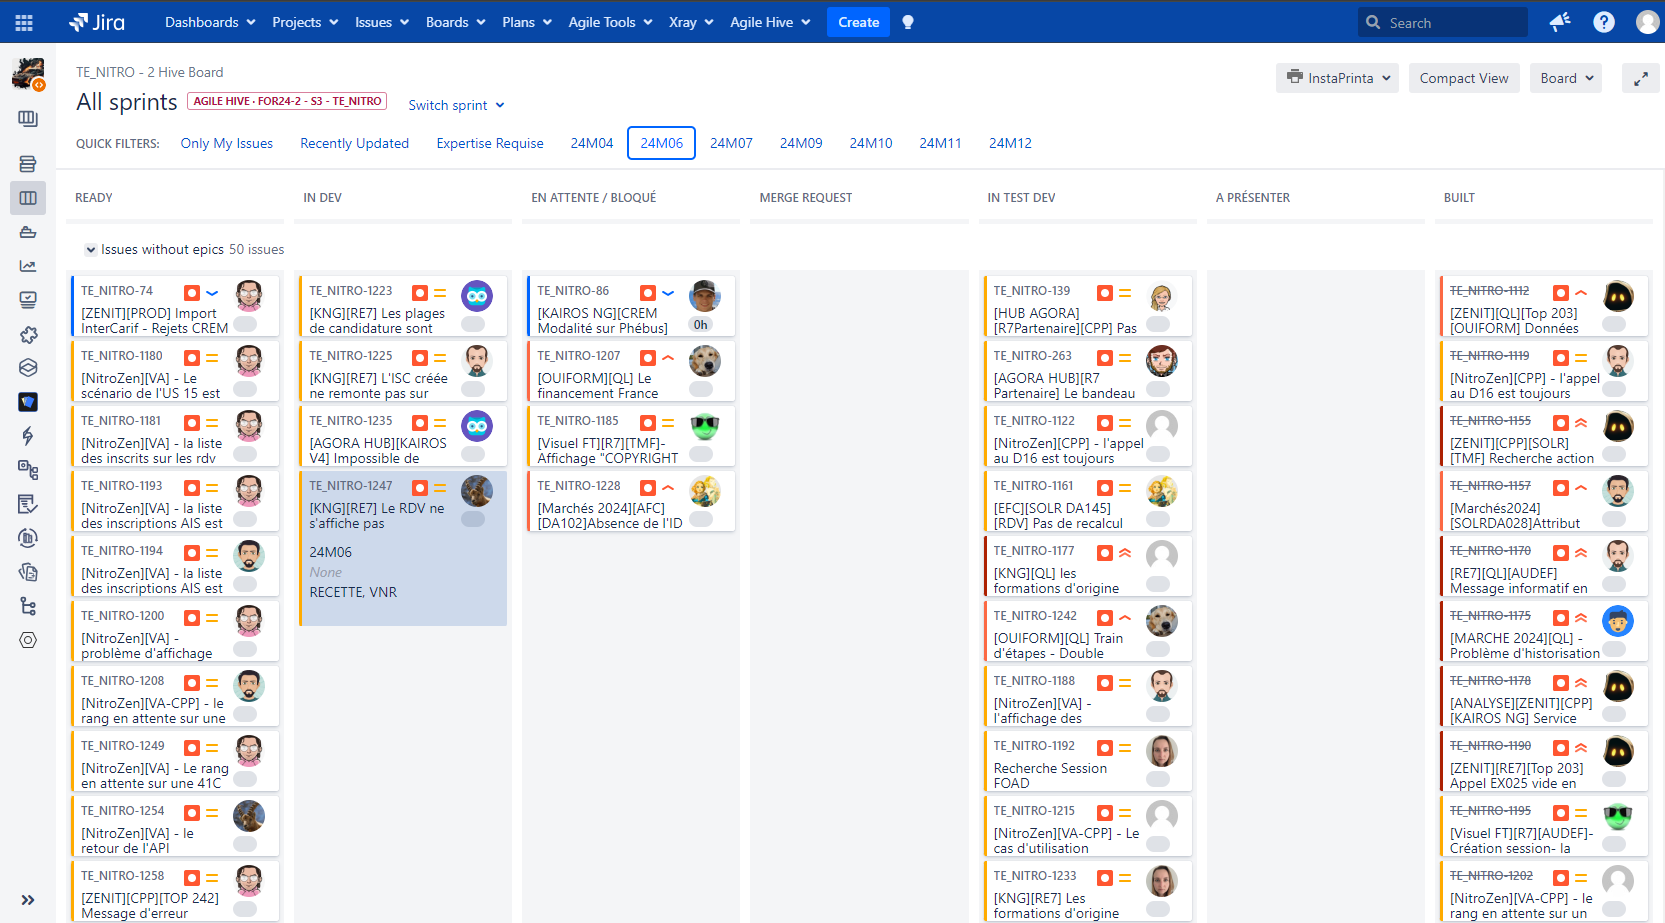 Jira
Dashboards
Projects
Issues
Boards
Plans
Agile Tools
Xray
Agile Hive
Create
Search
TE_NITRO - 2 Hive Board
All sprints
AGILE HIVE · FOR24-2 - S3 - TE_NITRO
Switch sprint
InstaPrinta
Compact View
Board
QUICK FILTERS:
Only My Issues
Recently Updated
Expertise Requise
24M04
24M06
24M07
24M09
24M10
24M11
24M12
READY
IN DEV
EN ATTENTE / BLOQUÉ
MERGE REQUEST
IN TEST DEV
A PRÉSENTER
BUILT
Issues without epics 50 issues
TE_NITRO-74
[ZENIT][PROD] Import
InterCarif - Rejets CREM
TE_NITRO-1180
[NitroZen][VA] - Le
scénario de l'US 15 est
TE_NITRO-1181
[NitroZen][VA] - la liste
des inscrits sur les rdv
TE_NITRO-1193
[NitroZen][VA] - la liste
des inscriptions AIS est
TE_NITRO-1194
[NitroZen][VA] - la liste
des inscriptions AIS est
TE_NITRO-1200
[NitroZen][VA] -
problème d'affichage
TE_NITRO-1208
[NitroZen][VA-CPP] - le
rang en attente sur une
TE_NITRO-1249
[NitroZen][VA] - Le rang
en attente sur une 41C
TE_NITRO-1254
[NitroZen][VA] - le
retour de l'API
TE_NITRO-1258
[ZENIT][CPP][TOP 242]
Message d'erreur
TE_NITRO-1223
[KNG][RE7] Les plages
de candidature sont
TE_NITRO-1225
[KNG][RE7] L'ISC créée
ne remonte pas sur
TE_NITRO-1235
[AGORA HUB][KAIROS
V4] Impossible de
TE_NITRO-1247
[KNG][RE7] Le RDV ne
s'affiche pas
24M06
None
RECETTE, VNR
TE_NITRO-86
[KAIROS NG][CREM
Modalité sur Phébus]
0h
TE_NITRO-1207
[OUIFORM][QL] Le
financement France
TE_NITRO-1185
[Visuel FT][R7][TMF]-
Affichage "COPYRIGHT
TE_NITRO-1228
[Marchés 2024][AFC]
[DA102]Absence de l'ID
TE_NITRO-139
[HUB AGORA]
[R7Partenaire][CPP] Pas
TE_NITRO-263
[AGORA HUB][R7
Partenaire] Le bandeau
TE_NITRO-1122
[NitroZen][CPP] - l'appel
au D16 est toujours
TE_NITRO-1161
[EFC][SOLR DA145]
[RDV] Pas de recalcul
TE_NITRO-1177
[KNG][QL] les
formations d'origine
TE_NITRO-1242
[OUIFORM][QL] Train
d'étapes - Double
TE_NITRO-1188
[NitroZen][VA] -
l'affichage des
TE_NITRO-1192
Recherche Session
FOAD
TE_NITRO-1215
[NitroZen][VA-CPP] - Le
cas d'utilisation
TE_NITRO-1233
[KNG][RE7] Les
formations d'origine
TE_NITRO-1112
[ZENIT][QL][Top 203]
[OUIFORM] Données
TE_NITRO-1119
[NitroZen][CPP] - l'appel
au D16 est toujours
TE_NITRO-1155
[ZENIT][CPP][SOLR]
[TMF] Recherche action
TE_NITRO-1157
[Marchés2024]
[SOLRDA028]Attribut
TE_NITRO-1170
[RE7][QL][AUDEF]
Message informatif en
TE_NITRO-1175
[MARCHE 2024][QL] -
Problème d'historisation
TE_NITRO-1178
[ANALYSE][ZENIT][CPP]
[KAIROS NG] Service
TE_NITRO-1190
[ZENIT][RE7][Top 203]
Appel EX025 vide en
TE_NITRO-1195
[Visuel FT][R7][AUDEF]-
Création session- la
TE_NITRO-1202
[NitroZen][VA-CPP] - le
rang en attente sur un